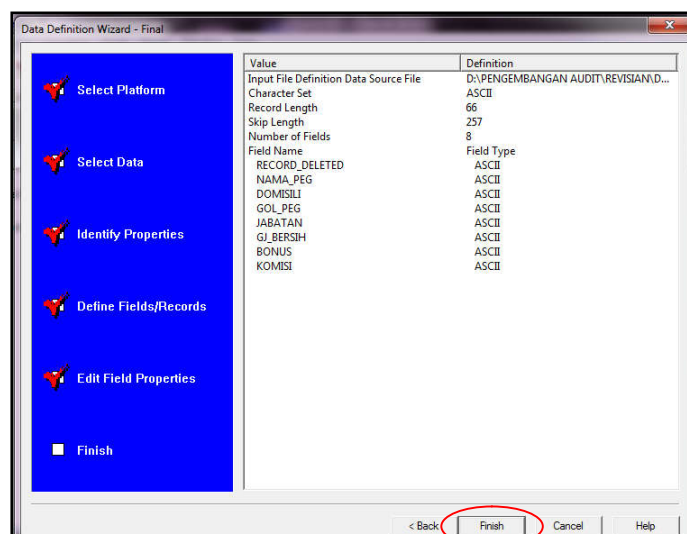 Data Definition Wizard - Final
Select Platform
Select Data
Identify Properties
Define Fields/Records
Edit Field Properties
Finish
Value Definition
Input File Definition Data Source File D:\PENGEMBANGAN AUDIT\REVISIAN\D...
Character Set ASCII
Record Length 66
Skip Length 257
Number of Fields 8
Field Name Field Type
RECORD_DELETED ASCII
NAMA_PEG ASCII
DOMISILI ASCII
GOL_PEG ASCII
JABATAN ASCII
GJ_BERSIH ASCII
BONUS ASCII
KOMISI ASCII
< Back Finish Cancel Help